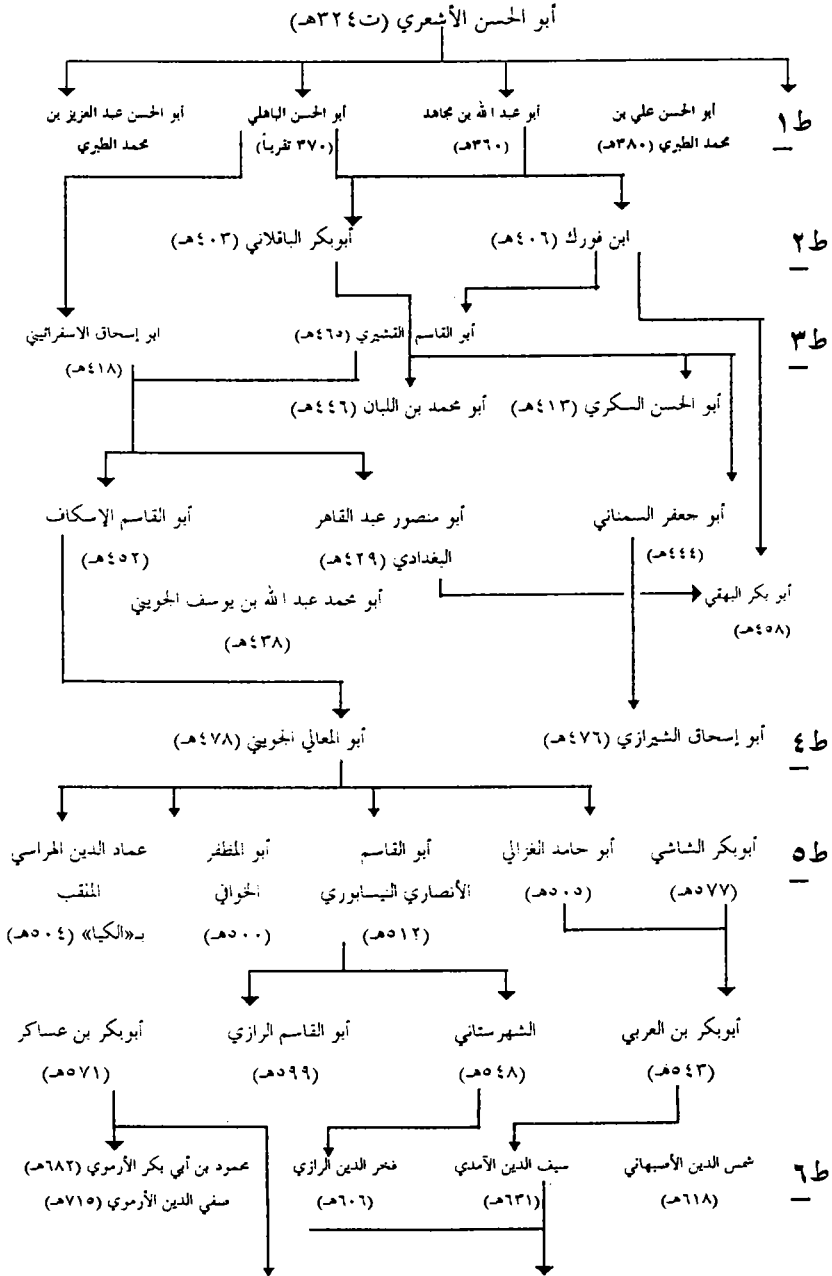 أبو الحسن الأشعري (ت٣٢٤هـ)
ط١
أبو الحسن علي بن
محمد الطبري (٣٨٠هـ)
أبو عبد الله بن مجاهد
(٣٦٠هـ)
أبو الحسن الباهلي
(٣٧٠ تقريباً)
أبو الحسن عبد العزيز بن
محمد الطبري
ط٢
ابن فورك (٤٠٦هـ)
أبوبكر الباقلاني (٤٠٣هـ)
ط٣
أبو القاسم القشيري (٤٦٥هـ)
ابو إسحاق الاسفرائيني
(٤١٨هـ)
أبو الحسن السكري (٤١٣هـ)
أبو محمد بن اللبان (٤٤٦هـ)
أبو جعفر السمناني
(٤٤٤هـ)
أبو منصور عبد القاهر
البغدادي (٤٢٩هـ)
أبو القاسم الإسكاف
(٤٥٢هـ)
أبو بكر البهقي
(٤٥٨هـ)
أبو محمد عبد الله بن يوسف الجويني
(٤٣٨هـ)
ط٤
أبو إسحاق الشيرازي (٤٧٦هـ)
أبو المعالي الجويني (٤٧٨هـ)
ط٥
أبوبكر الشاشي
(٥٧٧هـ)
أبو حامد الغزالي
(٥٠٥هـ)
أبو القاسم
الأنصاري النيسابوري
(٥١٢هـ)
أبو المظفر
الخوافي
(٥٠٠هـ)
عماد الدين الهراسي
الملقب
بـ«الكيا» (٥٠٤هـ)
أبوبكر بن العربي
(٥٤٣هـ)
الشهرستاني
(٥٤٨هـ)
أبو القاسم الرازي
(٥٩٩هـ)
أبوبكر بن عساكر
(٥٧١هـ)
ط٦
شمس الدين الأصبهاني
(٦١٨هـ)
سيف الدين الآمدي
(٦٣١هـ)
فخر الدين الرازي
(٦٠٦هـ)
محمود بن أبي بكر الأرموي (٦٨٢هـ)
صفي الدين الأرموي (٧١٥هـ)